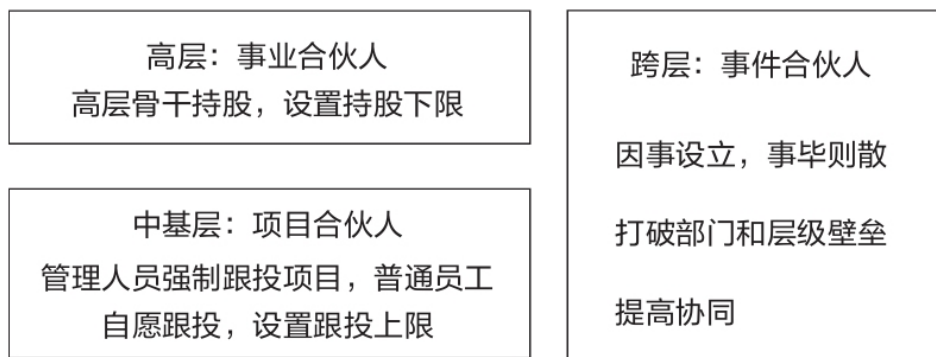 高层：事业合伙人
高层骨干持股，设置持股下限
中基层：项目合伙人
管理人员强制跟投项目，普通员工
自愿跟投，设置跟投上限
跨层：事件合伙人
因事设立，事毕则散
打破部门和层级壁垒
提高协同